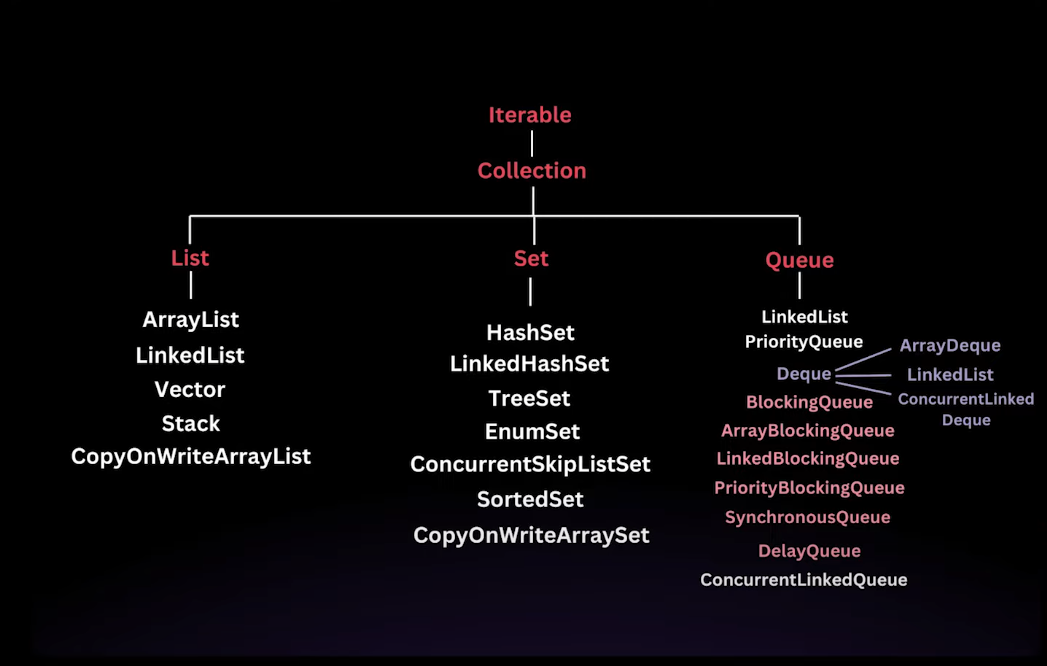 Iterable
Collection
List
Set
Queue
ArrayList
LinkedList
Vector
Stack
CopyOnWriteArrayList
HashSet
LinkedHashSet
TreeSet
EnumSet
ConcurrentSkipListSet
SortedSet
CopyOnWriteArraySet
LinkedList
PriorityQueue
Deque
ArrayDeque
LinkedList
ConcurrentLinked
Deque
BlockingQueue
ArrayBlockingQueue
LinkedBlockingQueue
PriorityBlockingQueue
SynchronousQueue
DelayQueue
ConcurrentLinkedQueue